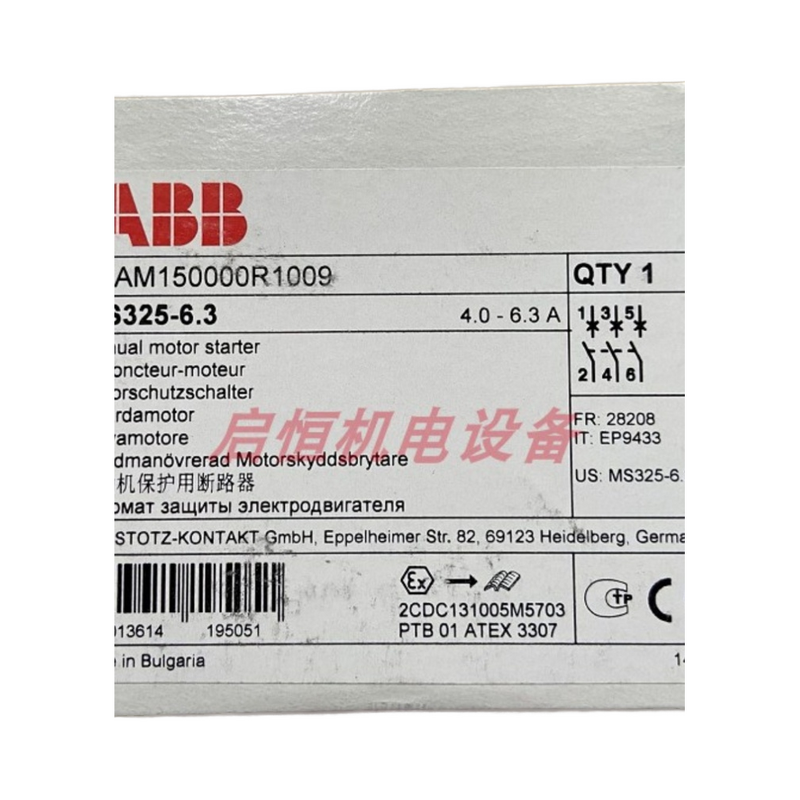 ABB
AM150000R1009
QTY 1
S325-6.3
4.0 - 6.3 A
1 3 5
2 4 6
ual motor starter
oncteur-moteur
orschutzschalter
rdamotor
vamotore
dmanövrerad Motorskyddsbrytare
机保护用断路器
омат защиты электродвигателя
启恒机电设备
FR: 28208
IT: EP9433
US: MS325-6.
STOTZ-KONTAKT GmbH, Eppelheimer Str. 82, 69123 Heidelberg, Germa
Ex
2CDC131005M5703
PTB 01 ATEX 3307
013614 195051
in Bulgaria
14